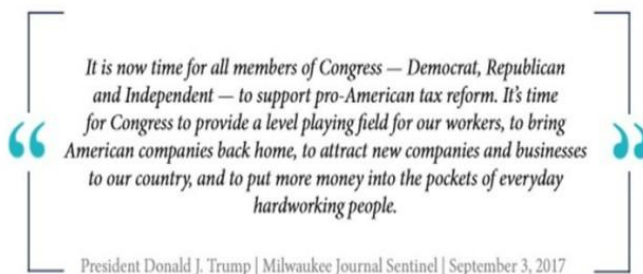 It is now time for all members of Congress — Democrat, Republican
and Independent — to support pro-American tax reform. It's time
for Congress to provide a level playing field for our workers, to bring
American companies back home, to attract new companies and businesses
to our country, and to put more money into the pockets of everyday
hardworking people.
President Donald J. Trump | Milwaukee Journal Sentinel | September 3, 2017